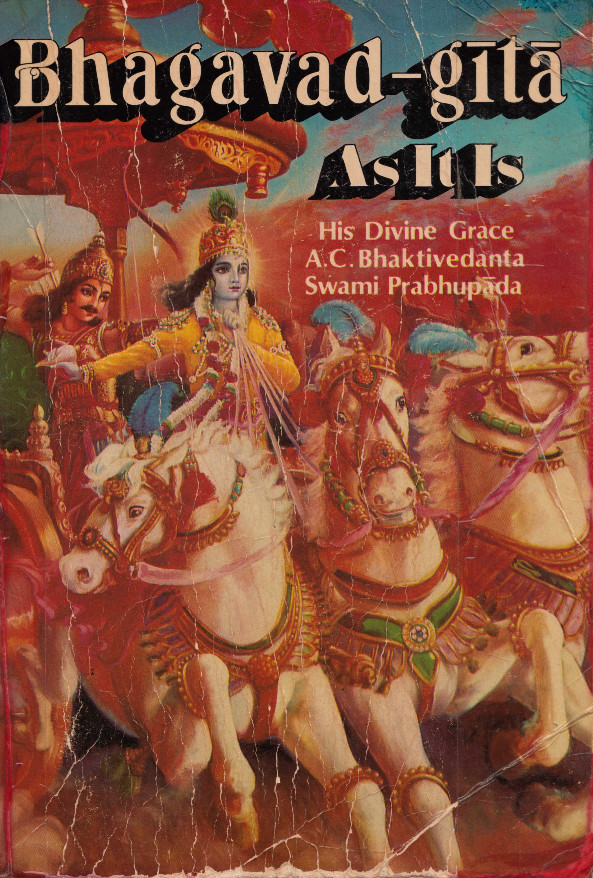 Bhagavad-gītā
As It Is
His Divine Grace
A.C. Bhaktivedanta
Swami Prabhupāda